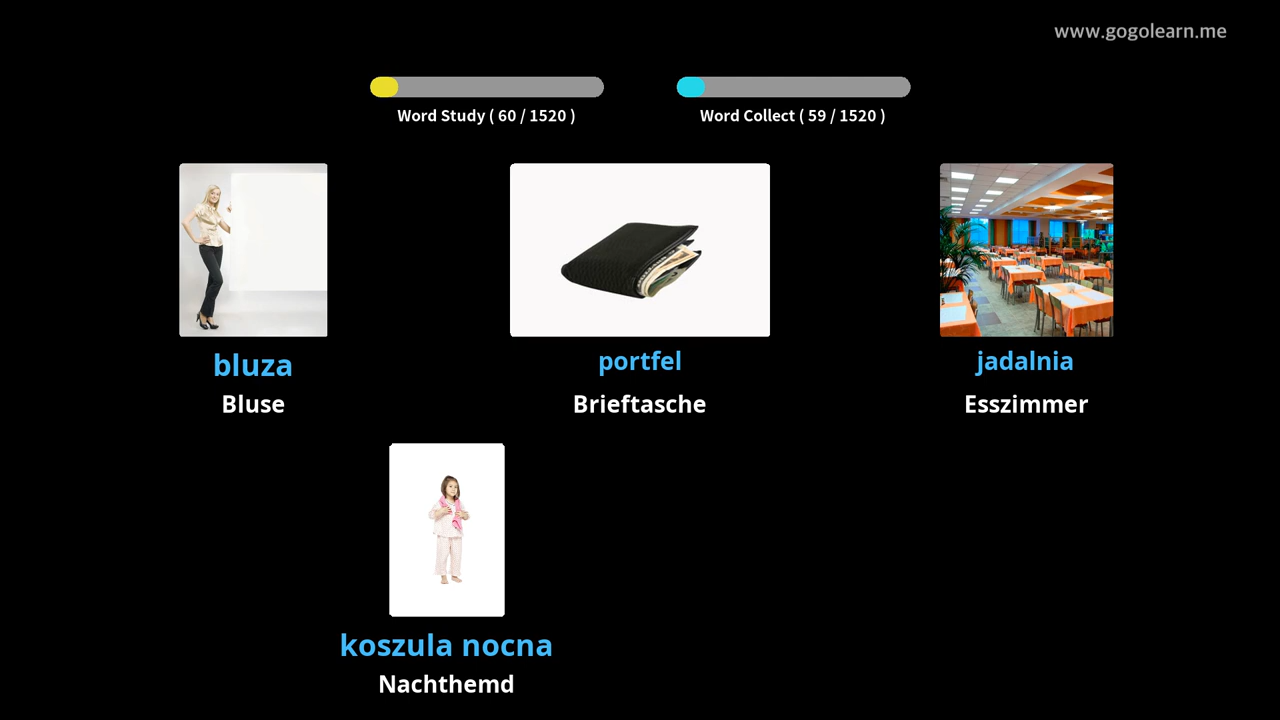 www.gogolearn.me
Word Study ( 60 / 1520 )
Word Collect ( 59 / 1520 )
bluza
Bluse
portfel
Brieftasche
jadalnia
Esszimmer
koszula nocna
Nachthemd